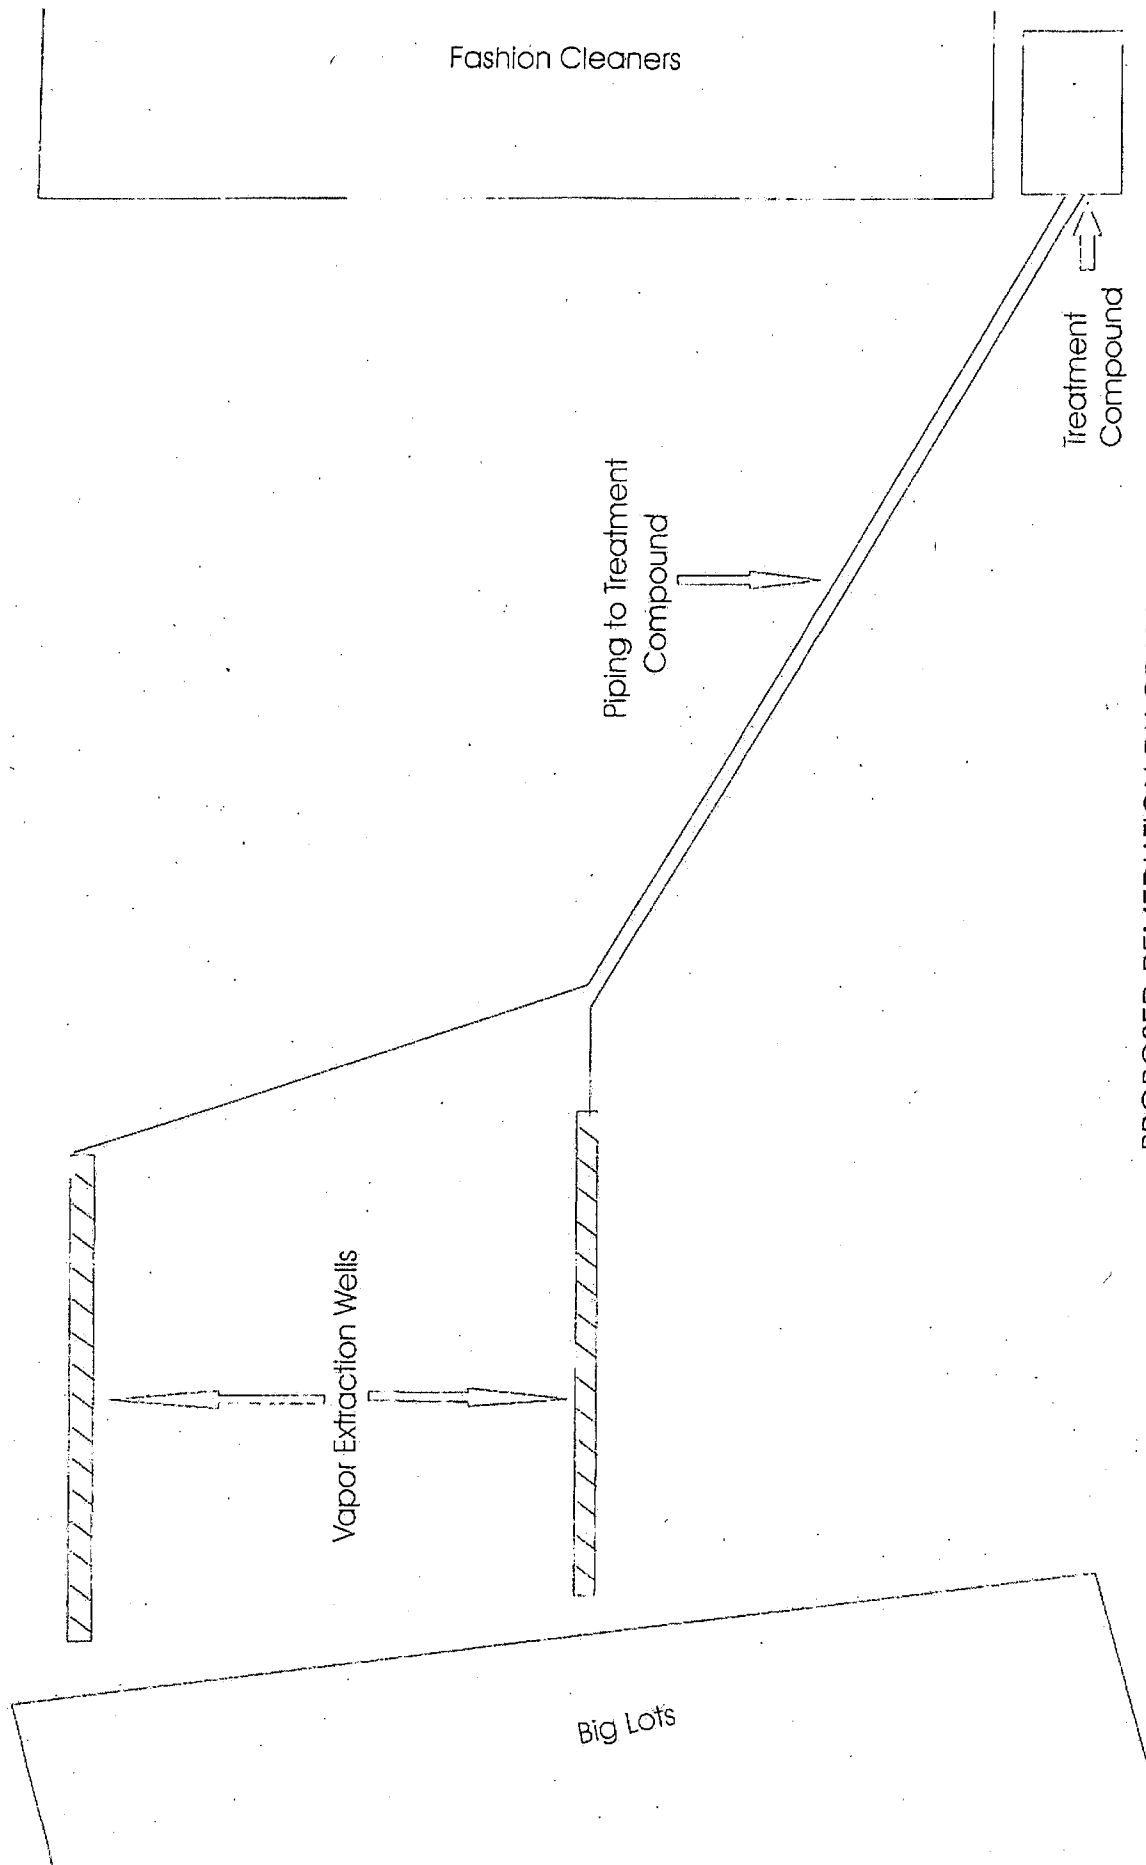 Fashion Cleaners
Piping to Treatment
Compound
Treatment
Compound
Vapor Extraction Wells
Big Lots